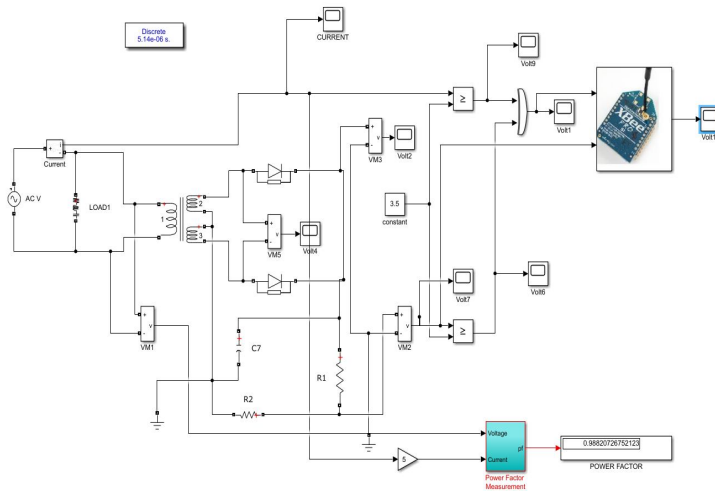 Discrete
5.14e-06 s.
CURRENT
Volt9
≥
Volt1
XBee
Volt1
i
+
-
Current
AC V
LOAD1
1
2
3
+
v
-
VM3
Volt2
+
v
-
VM5
Volt4
3.5
constant
Volt7
Volt6
+
v
-
VM1
+
v
-
VM2
≥
C7
R1
R2
5
Voltage
pf
Current
Power Factor
Measurement
0.98820726752123
POWER FACTOR